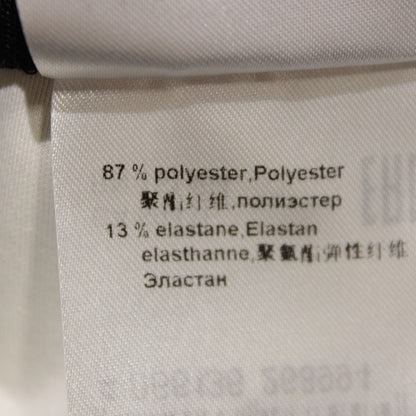 87 % polyester,Polyester
聚酯纤维,полиэстер
13 % elastane,Elastan
elasthanne,聚氨酯弹性纤维
Эластан